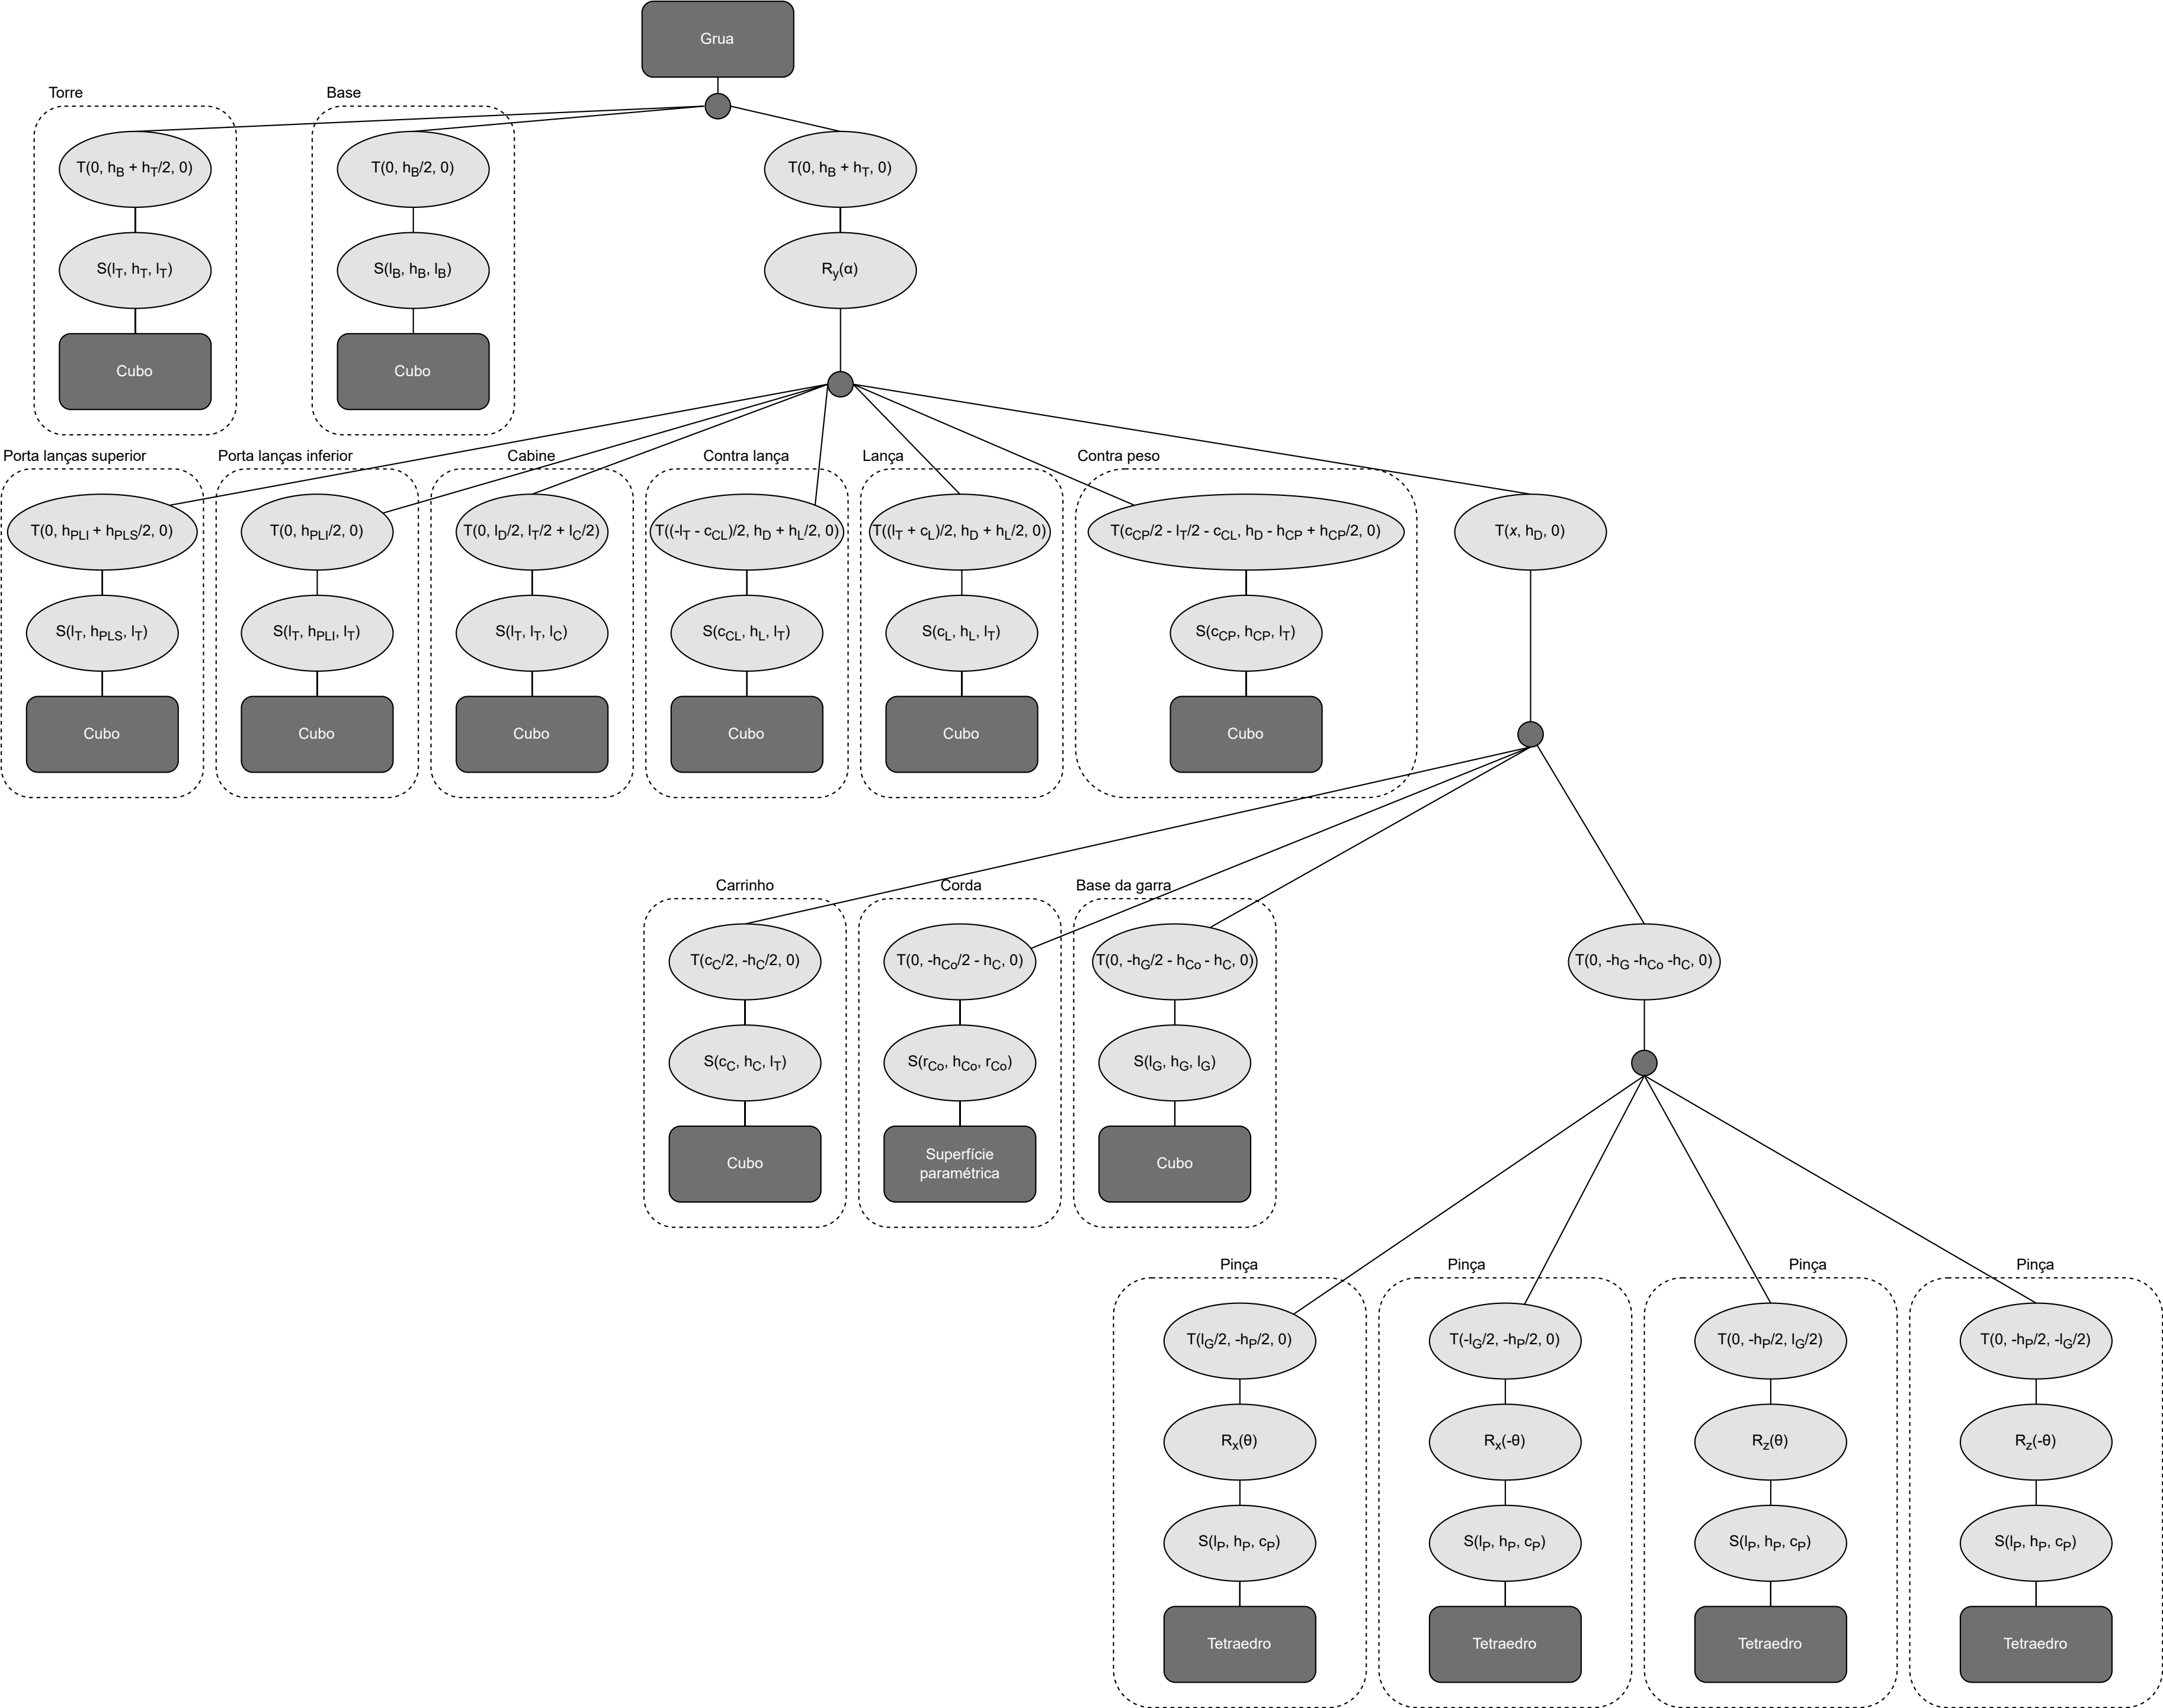 Grua
Torre
Base
T(0, hB + hT/2, 0)
T(0, hB/2, 0)
T(0, hB + hT, 0)
S(lT, hT, lT)
S(lB, hB, lB)
Ry(α)
Cubo
Cubo
Porta lanças superior
Porta lanças inferior
Cabine
Contra lança
Lança
Contra peso
T(0, hPLI + hPLS/2, 0)
T(0, hPLI/2, 0)
T(0, lD/2, lT/2 + lC/2)
T((-lT - cCL)/2, hD + hL/2, 0)
T((lT + cL)/2, hD + hL/2, 0)
T(cCP/2 - lT/2 - cCL, hD - hCP + hCP/2, 0)
T(x, hD, 0)
S(lT, hPLS, lT)
S(lT, hPLI, lT)
S(lT, lT, lC)
S(cCL, hL, lT)
S(cL, hL, lT)
S(cCP, hCP, lT)
Cubo
Cubo
Cubo
Cubo
Cubo
Cubo
Carrinho
Corda
Base da garra
T(cC/2, -hC/2, 0)
T(0, -hCo/2 - hC, 0)
T(0, -hG/2 - hCo - hC, 0)
T(0, -hG -hCo -hC, 0)
S(cC, hC, lT)
S(rCo, hCo, rCo)
S(lG, hG, lG)
Cubo
Superfície
paramétrica
Cubo
Pinça
Pinça
Pinça
Pinça
T(lG/2, -hP/2, 0)
T(-lG/2, -hP/2, 0)
T(0, -hP/2, lG/2)
T(0, -hP/2, -lG/2)
Rx(θ)
Rx(-θ)
Rz(θ)
Rz(-θ)
S(lP, hP, cP)
S(lP, hP, cP)
S(lP, hP, cP)
S(lP, hP, cP)
Tetraedro
Tetraedro
Tetraedro
Tetraedro